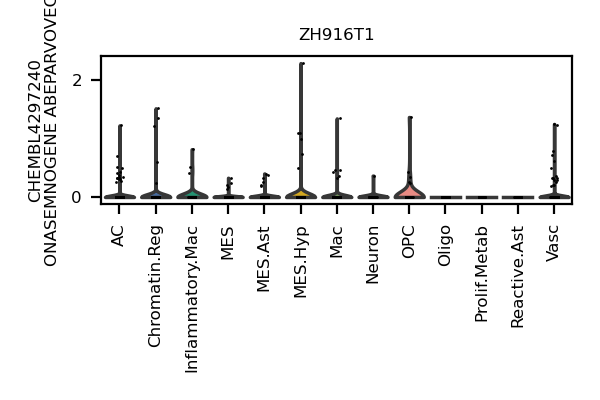 ZH916T1
CHEMBL4297240
ONASEMNOGENE
2
0
AC
Chromatin.Reg
Inflammatory.Mac
MES
MES.Ast
MES.Hyp
Mac
Neuron
OPC
Oligo
Prolif.Metab
Reactive.Ast
Vasc